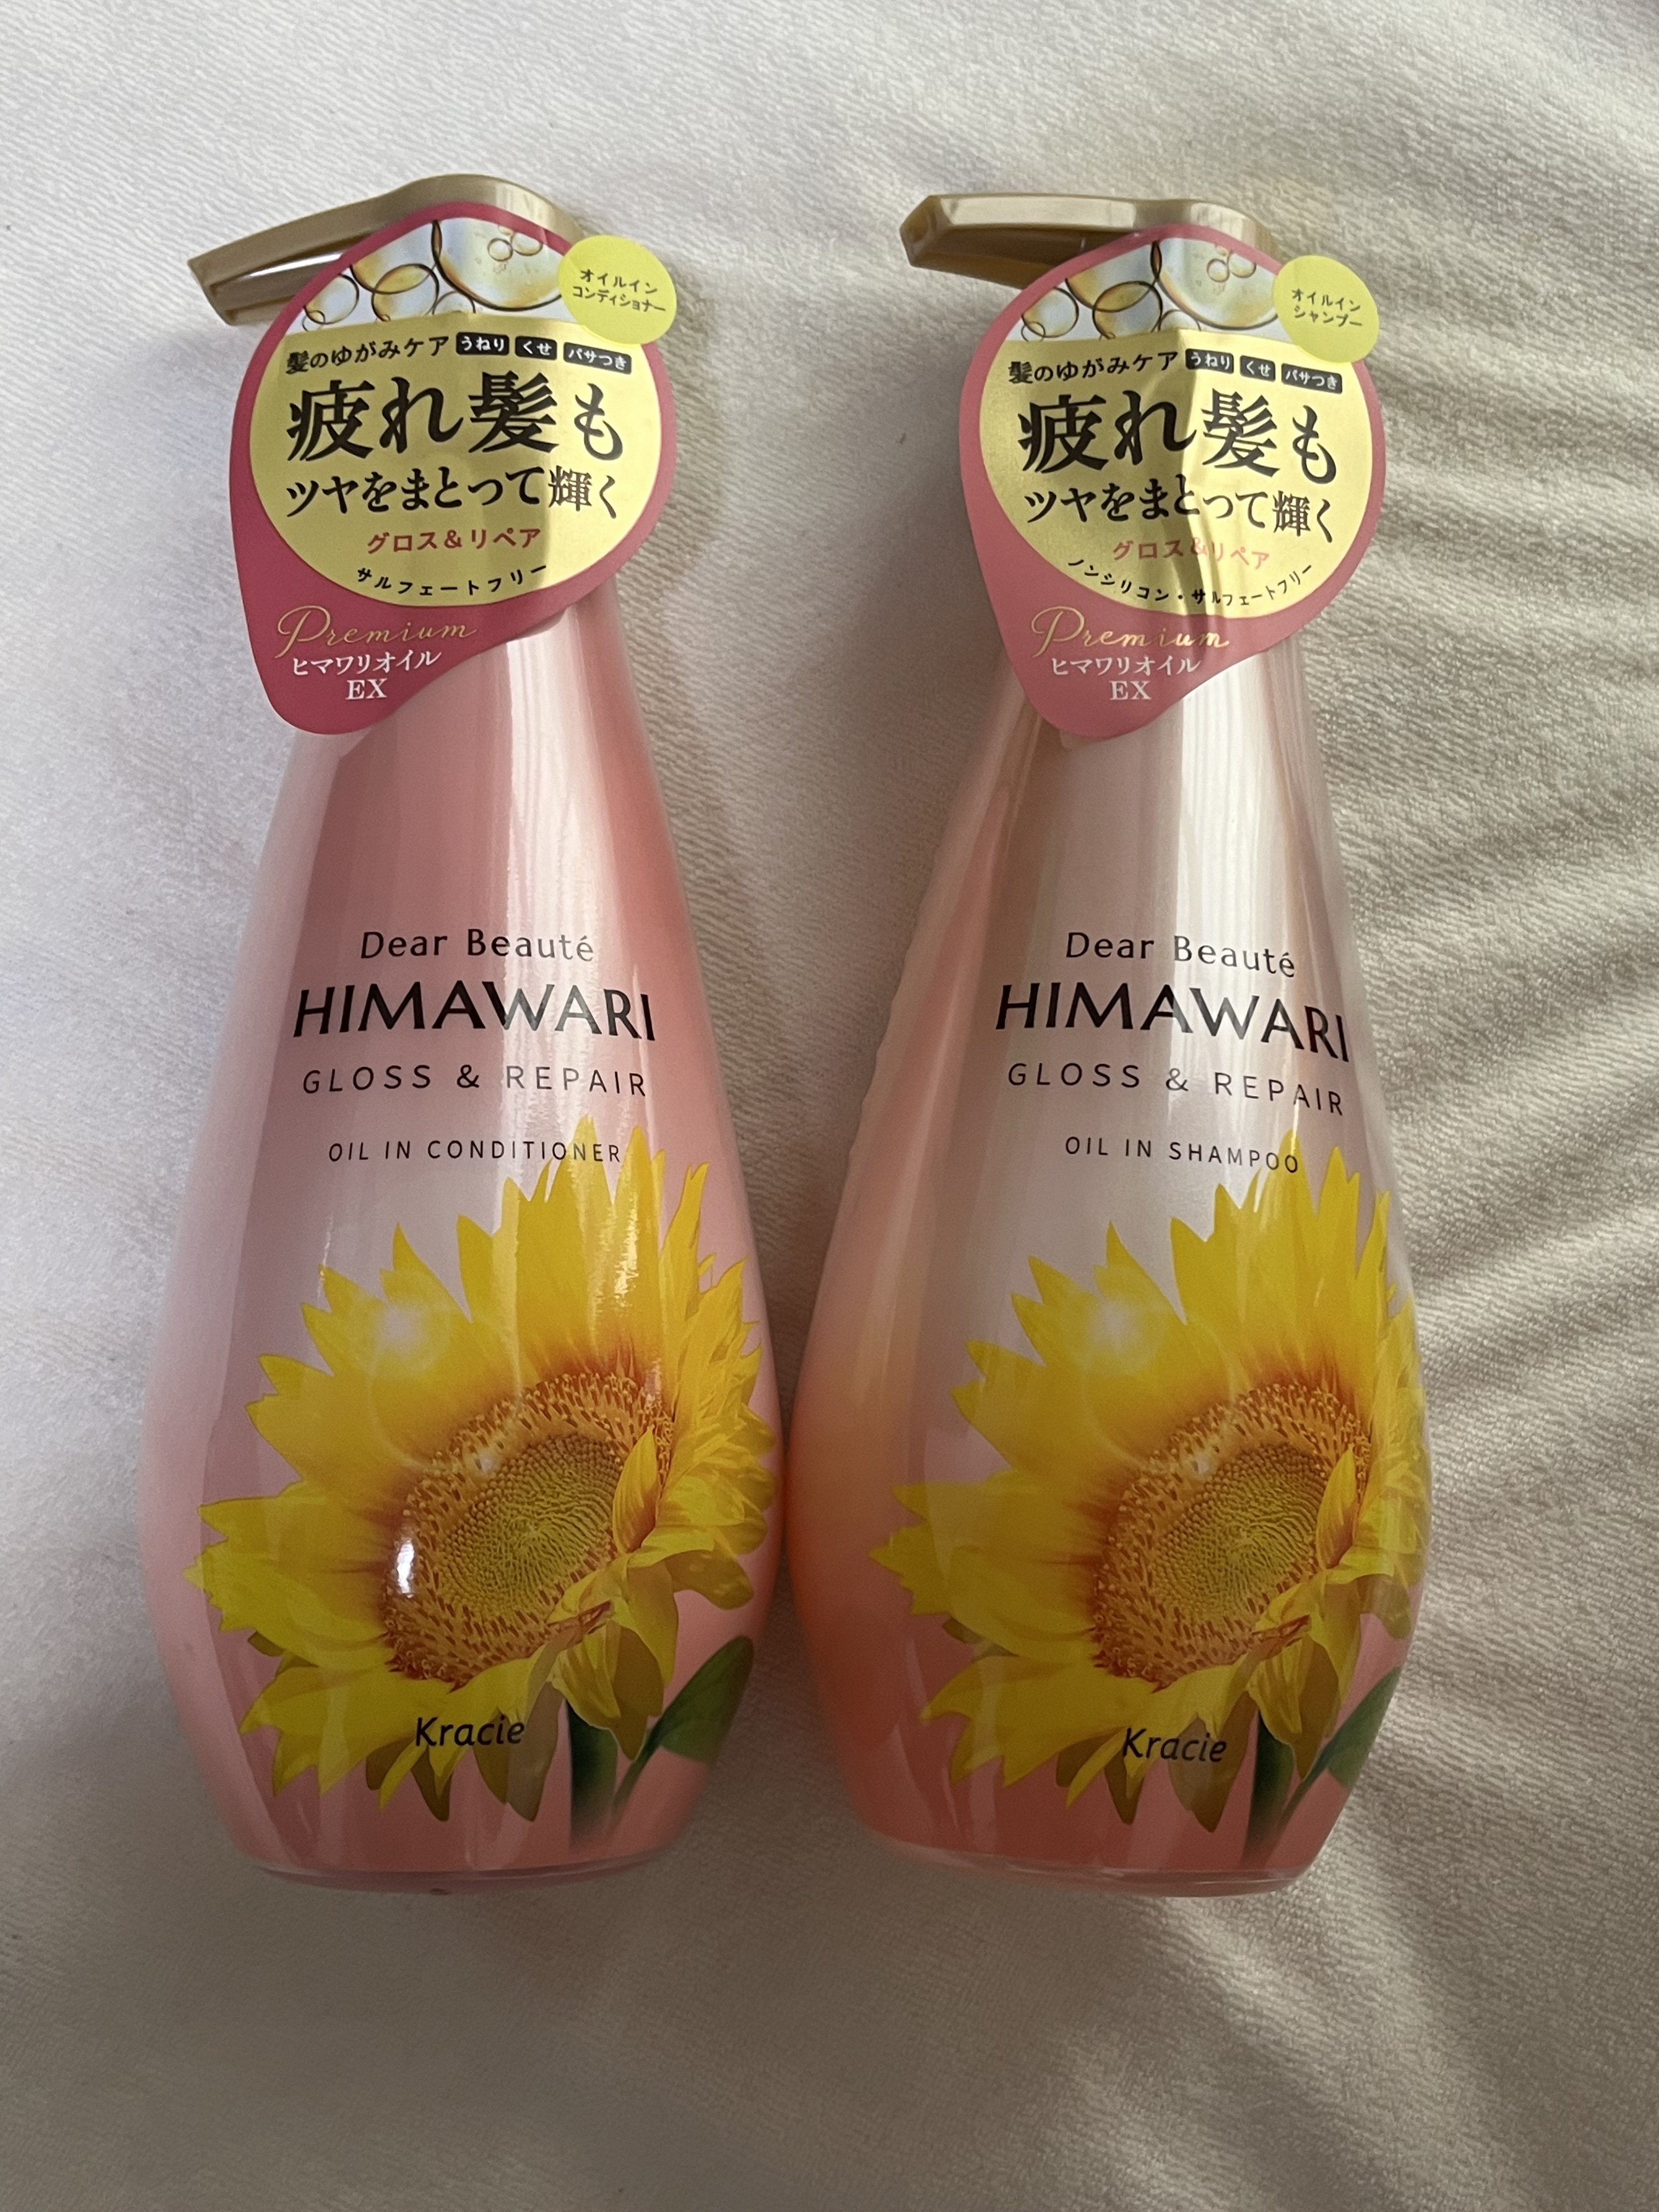 オイルイン
コンディショナー
髪のゆがみケア うねり くせ パサつき
疲れ髪も
ツヤをまとって輝く
グロス&リペア
サルフェートフリー
Premium
ヒマワリオイル
EX
Dear Beauté
HIMAWARI
GLOSS & REPAIR
OIL IN CONDITIONER
Kracie
オイルイン
シャンプー
髪のゆがみケア うねり くせ パサつき
疲れ髪も
ツヤをまとって輝く
グロス&リペア
ノンシリコン・サルフェートフリー
Premium
ヒマワリオイル
EX
Dear Beauté
HIMAWARI
GLOSS & REPAIR
OIL IN SHAMPOO
Kracie